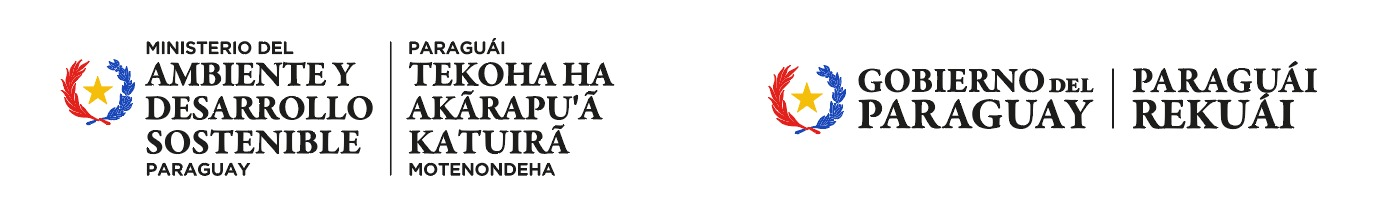 MINISTERIO DEL
AMBIENTE Y
DESARROLLO
SOSTENIBLE
PARAGUAY
PARAGUÁI
TEKOHA HA
AKÃRAPU'Ã
KATUIRÃ
MOTENONDEHA
GOBIERNO DEL
PARAGUAY
PARAGUÁI
REKUÁI